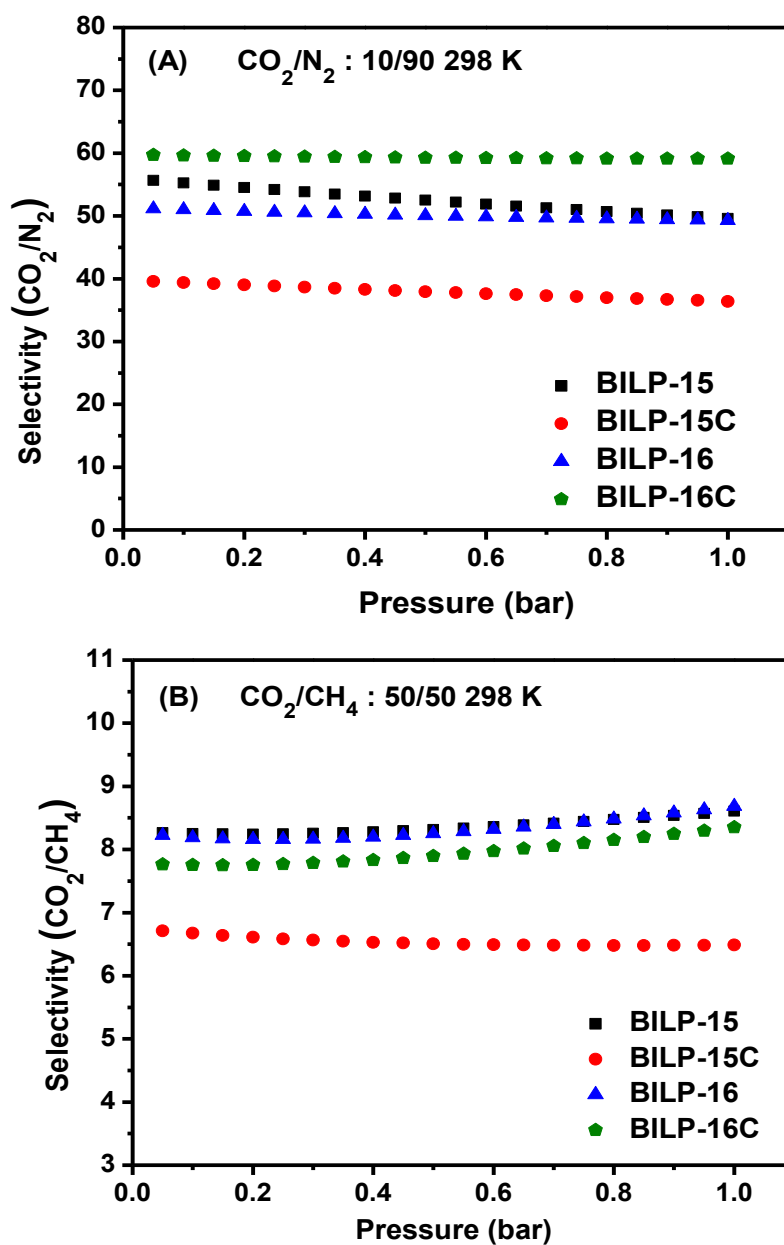 (A) CO2/N2 : 10/90 298 K
80
70
60
50
40
30
20
10
0
Selectivity (CO2/N2)
BILP-15
BILP-15C
BILP-16
BILP-16C
0.0 0.2 0.4 0.6 0.8 1.0
Pressure (bar)
(B) CO2/CH4 : 50/50 298 K
11
10
9
8
7
6
5
4
3
Selectivity (CO2/CH4)
BILP-15
BILP-15C
BILP-16
BILP-16C
0.0 0.2 0.4 0.6 0.8 1.0
Pressure (bar)